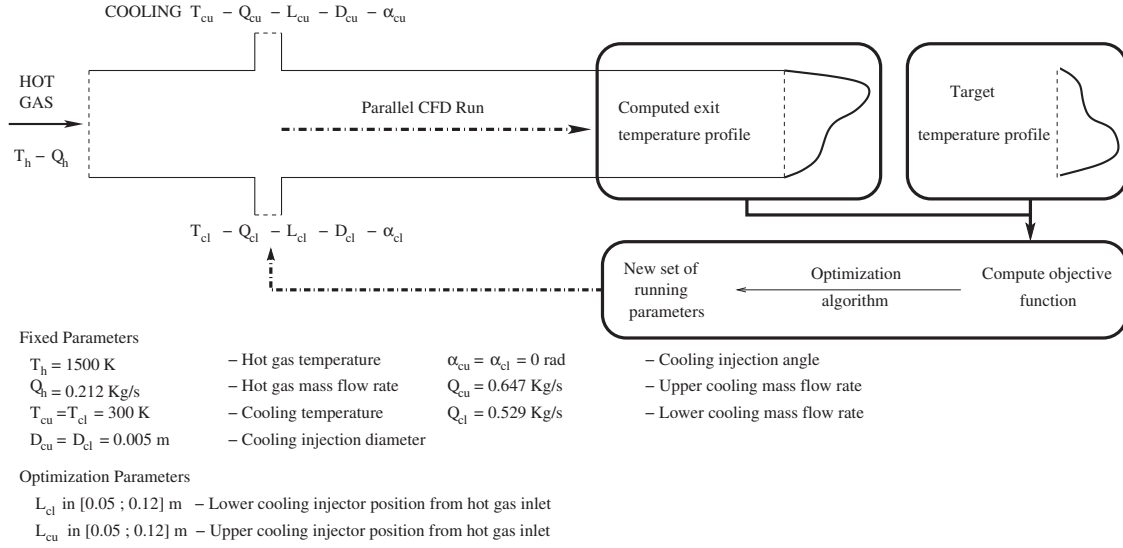 COOLING T_cu − Q_cu − L_cu − D_cu − α_cu
HOT
GAS
T_h − Q_h
Parallel CFD Run
Computed exit
temperature profile
Target
temperature profile
T_cl − Q_cl − L_cl − D_cl − α_cl
New set of
running
parameters
Optimization
algorithm
Compute objective
function
Fixed Parameters
T_h = 1500 K − Hot gas temperature α_cu = α_cl = 0 rad − Cooling injection angle
Q_h = 0.212 Kg/s − Hot gas mass flow rate Q_cu = 0.647 Kg/s − Upper cooling mass flow rate
T_cu = T_cl = 300 K − Cooling temperature Q_cl = 0.529 Kg/s − Lower cooling mass flow rate
D_cu = D_cl = 0.005 m − Cooling injection diameter
Optimization Parameters
L_cl in [0.05 ; 0.12] m − Lower cooling injector position from hot gas inlet
L_cu in [0.05 ; 0.12] m − Upper cooling injector position from hot gas inlet